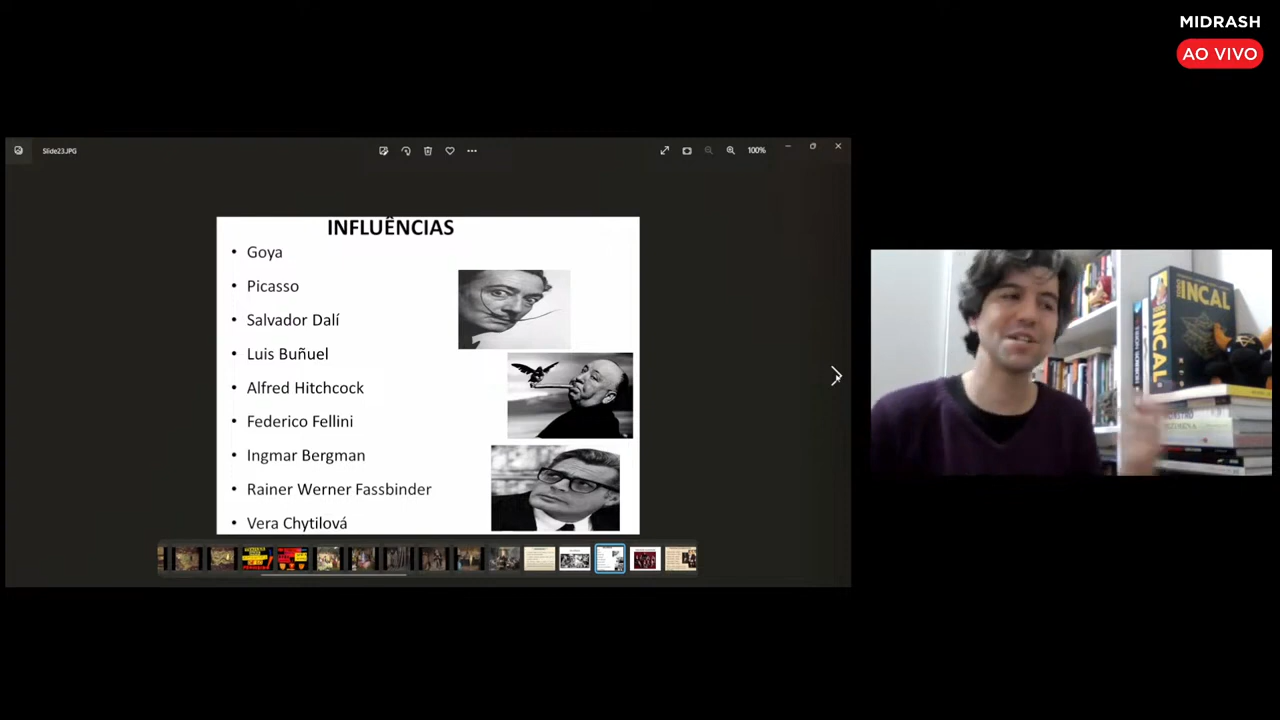 MIDRASH
AO VIVO
Slide23.JPG
100%
INFLUÊNCIAS
• Goya
• Picasso
• Salvador Dalí
• Luis Buñuel
• Alfred Hitchcock
• Federico Fellini
• Ingmar Bergman
• Rainer Werner Fassbinder
• Vera Chytilová
INCAL
INCAL